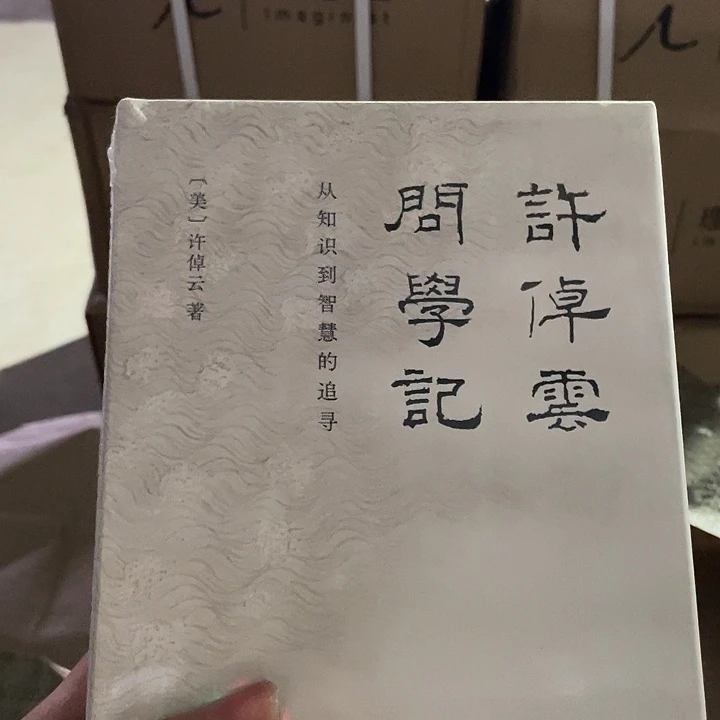 許倬雲
問學記
从知识到智慧的追寻
〔美〕许倬云 著
imaginist